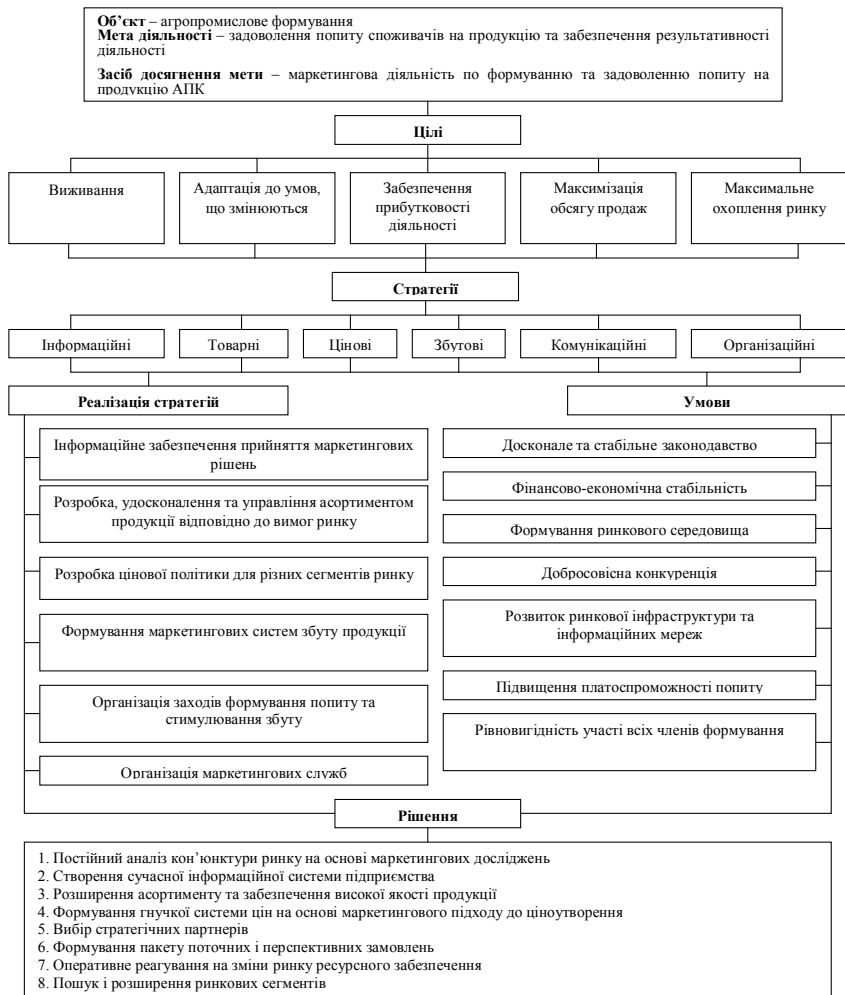 Об’єкт – агропромислове формування
Мета діяльності – задоволення попиту споживачів на продукцію та забезпечення результативності
діяльності
Засіб досягнення мети – маркетингова діяльність по формуванню та задоволенню попиту на
продукцію АПК
Цілі
Виживання
Адаптація до умов,
що змінюються
Забезпечення
прибутковості
діяльності
Максимізація
обсягу продаж
Максимальне
охоплення ринку
Стратегії
Інформаційні
Товарні
Цінові
Збутові
Комунікаційні
Організаційні
Реалізація стратегій
Інформаційне забезпечення прийняття маркетингових
рішень
Розробка, удосконалення та управління асортиментом
продукції відповідно до вимог ринку
Розробка цінової політики для різних сегментів ринку
Формування маркетингових систем збуту продукції
Організація заходів формування попиту та
стимулювання збуту
Організація маркетингових служб
Умови
Досконале та стабільне законодавство
Фінансово-економічна стабільність
Формування ринкового середовища
Добросовісна конкуренція
Розвиток ринкової інфраструктури та
інформаційних мереж
Підвищення платоспроможності попиту
Рівновигідність участі всіх членів формування
Рішення
1. Постійний аналіз кон’юнктури ринку на основі маркетингових досліджень
2. Створення сучасної інформаційної системи підприємства
3. Розширення асортименту та забезпечення високої якості продукції
4. Формування гнучкої системи цін на основі маркетингового підходу до ціноутворення
5. Вибір стратегічних партнерів
6. Формування пакету поточних і перспективних замовлень
7. Оперативне реагування на зміни ринку ресурсного забезпечення
8. Пошук і розширення ринкових сегментів